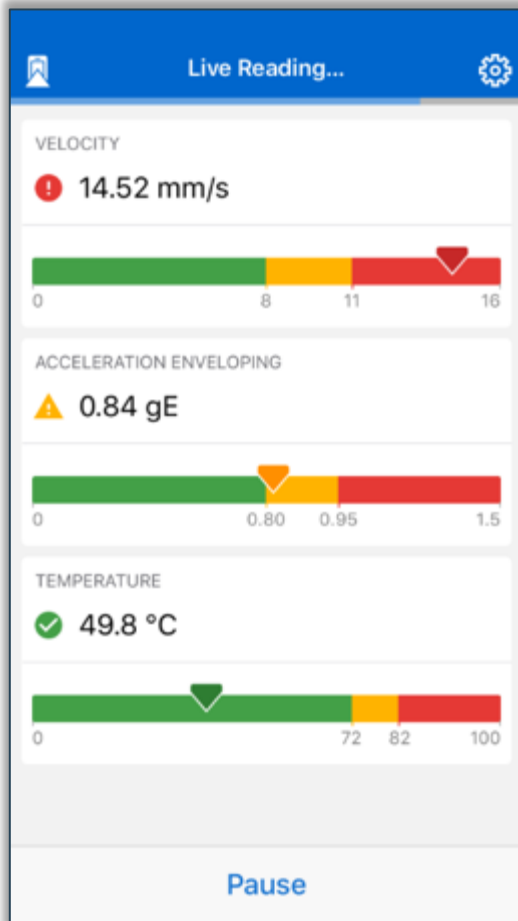 Live Reading...
VELOCITY
14.52 mm/s
0 8 11 16
ACCELERATION ENVELOPING
0.84 gE
0 0.80 0.95 1.5
TEMPERATURE
49.8 °C
0 72 82 100
Pause